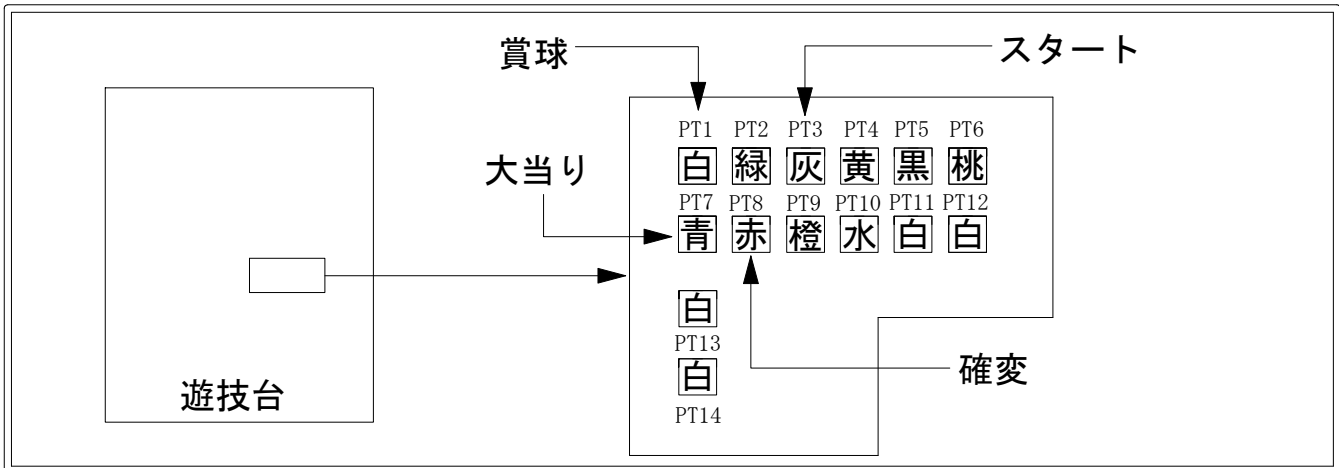 賞球
スタート
PT1 PT2 PT3 PT4 PT5 PT6
白 緑 灰 黄 黒 桃
大当り
PT7 PT8 PT9 PT10 PT11 PT12
青 赤 橙 水 白 白
白
PT13
白
PT14
確変
遊技台